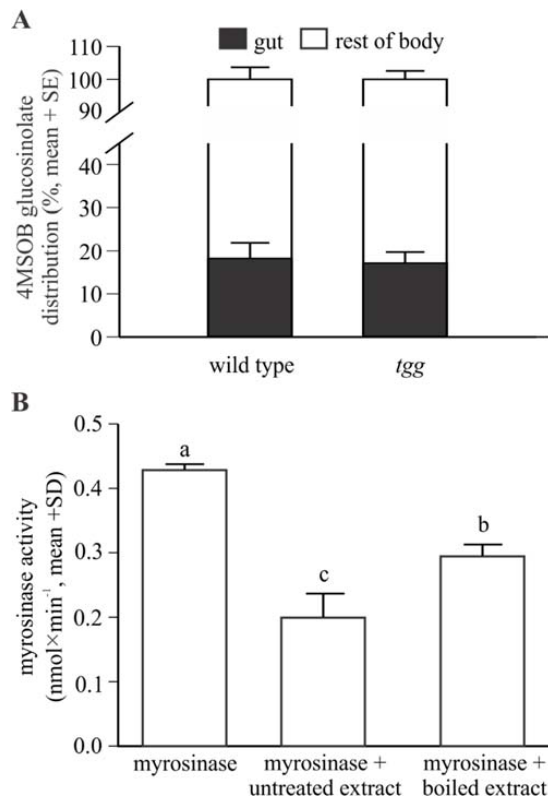 A
gut
rest of body
4MSOB glucosinolate
distribution (%, mean + SE)
110
100
90
40
30
20
10
0
wild type
tgg
B
myrosinase activity
(nmol×min⁻¹, mean +SD)
0.5
0.4
0.3
0.2
0.1
0.0
a
c
b
myrosinase
myrosinase +
untreated extract
myrosinase +
boiled extract